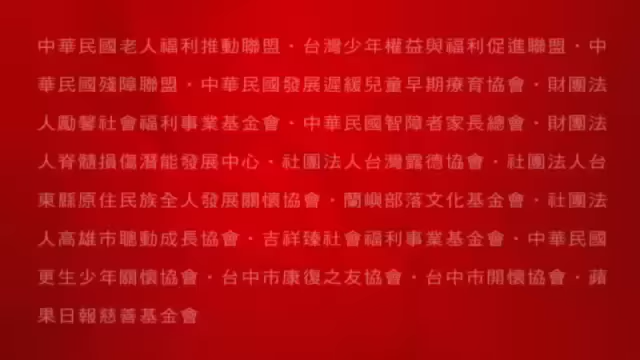 中華民國老人福利推動聯盟・台灣少年權益與福利促進聯盟・中
華民國殘障聯盟・中華民國發展遲緩兒童早期療育協會・財團法
人勵馨社會福利事業基金會・中華民國智障者家長總會・財團法
人脊髓損傷潛能發展中心・社團法人台灣露德協會・社團法人台
東縣原住民族全人發展關懷協會・蘭嶼部落文化基金會・社團法
人高雄市聰動成長協會・吉祥臻社會福利事業基金會・中華民國
更生少年關懷協會・台中市康復之友協會・台中市開懷協會・蘋
果日報慈善基金會